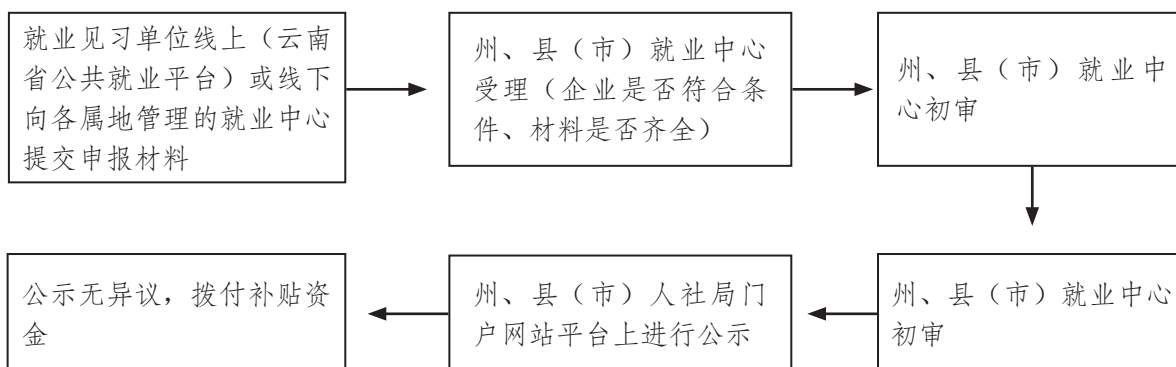 就业见习单位线上（云南
省公共就业平台）或线下
向各属地管理的就业中心
提交申报材料
州、县（市）就业中心
受理（企业是否符合条
件、材料是否齐全）
州、县（市）就业中
心初审
州、县（市）就业中心
初审
州、县（市）人社局门
户网站平台上进行公示
公示无异议，拨付补贴资
金